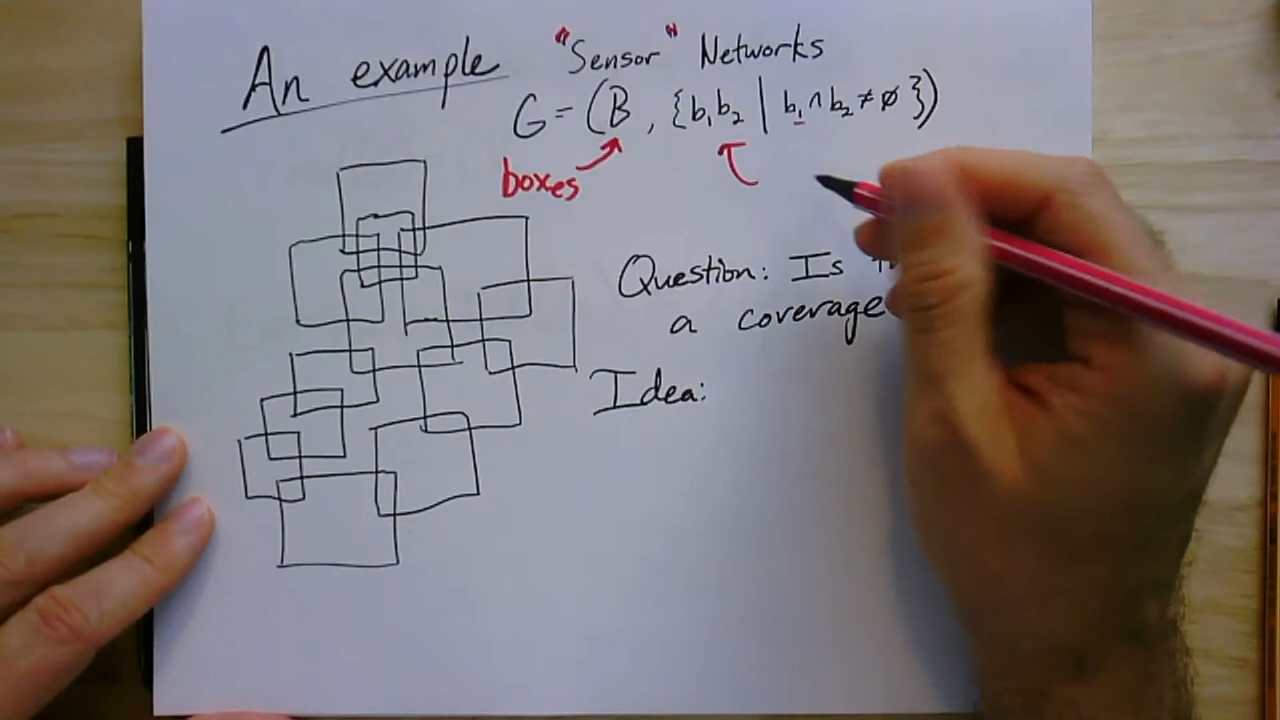 An example "Sensor" Networks
G = (B, {b₁b₂ | b₁∩b₂ ≠ ∅})
boxes
Question: Is
a coverage
Idea: